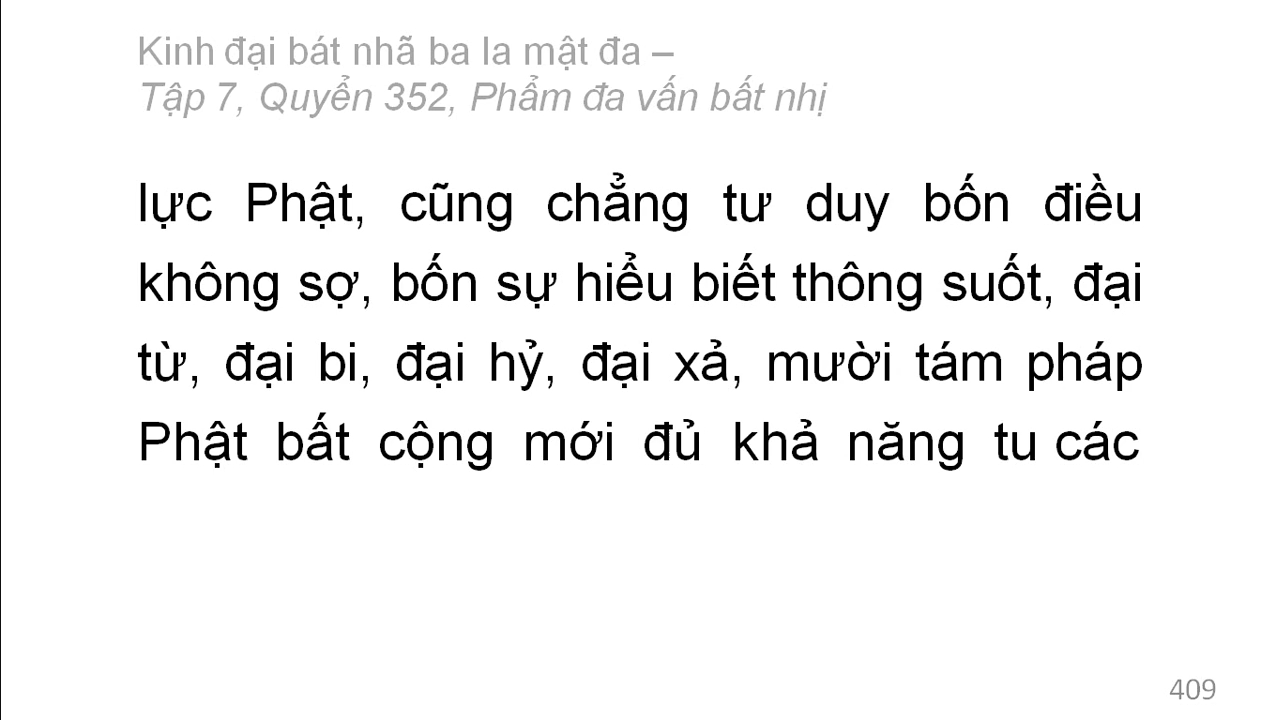 Kinh đại bát nhã ba la mật đa –
Tập 7, Quyển 352, Phẩm đa vấn bất nhị
lực Phật, cũng chẳng tư duy bốn điều
không sợ, bốn sự hiểu biết thông suốt, đại
từ, đại bi, đại hỷ, đại xả, mười tám pháp
Phật bất cộng mới đủ khả năng tu các
409